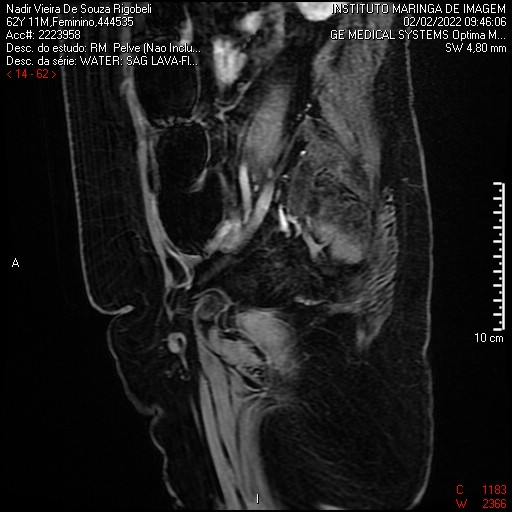 Nadir Vieira De Souza Rigobeli
62Y 11M,Feminino,444535
Acc#: 2223958
Desc. do estudo: RM Pelve (Nao Inclu...
Desc. da série: WATER: SAG LAVA-Fl...
< 14 - 62 >
INSTITUTO MARINGA DE IMAGEM
02/02/2022 09:46:06
GE MEDICAL SYSTEMS Optima M...
SW 4,80 mm
A
10 cm
I
C 1183
W 2366